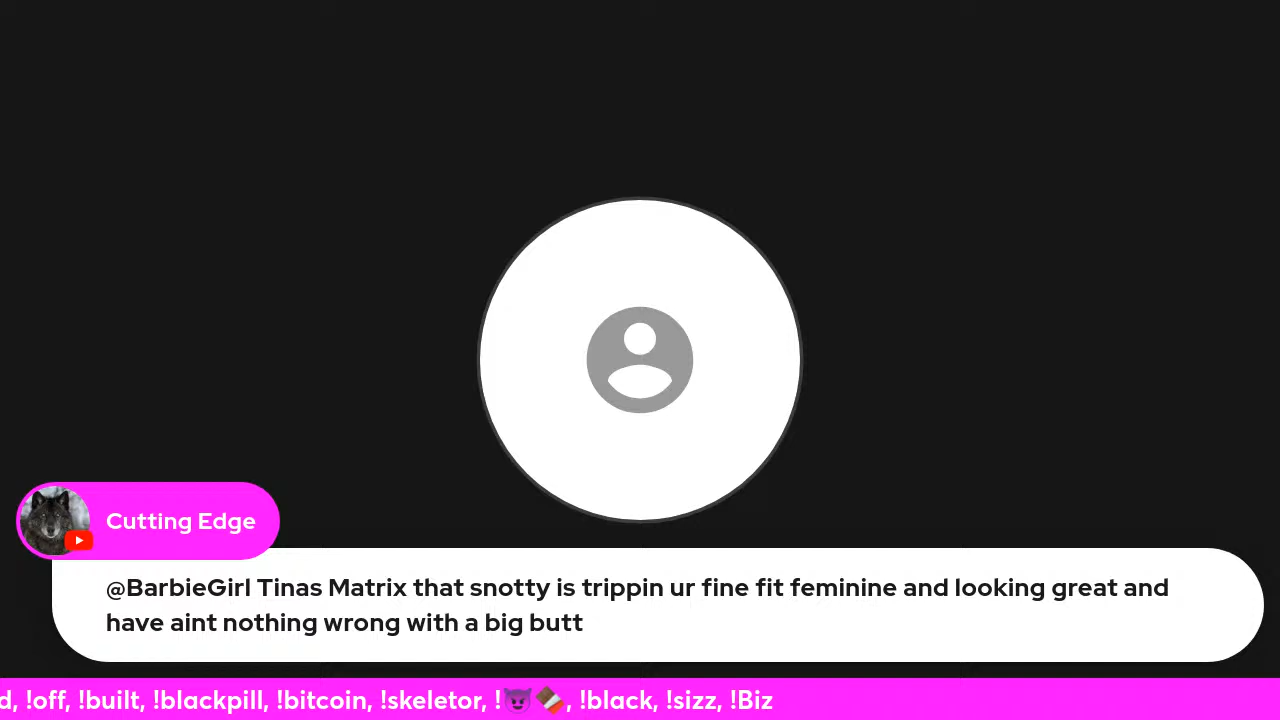 Cutting Edge
@BarbieGirl Tinas Matrix that snotty is trippin ur fine fit feminine and looking great and
have aint nothing wrong with a big butt
d, !off, !built, !blackpill, !bitcoin, !skeletor, !😈🍫, !black, !sizz, !Biz